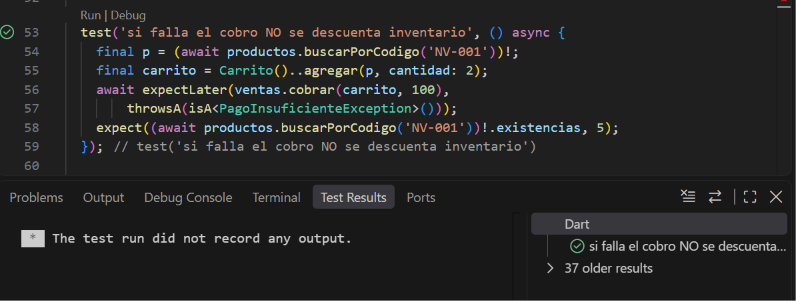 Run | Debug
53 test('si falla el cobro NO se descuenta inventario', () async {
54 final p = (await productos.buscarPorCodigo('NV-001'))!;
55 final carrito = Carrito()..agregar(p, cantidad: 2);
56 await expectLater(ventas.cobrar(carrito, 100),
57 throwsA(isA<PagoInsuficienteException>()));
58 expect((await productos.buscarPorCodigo('NV-001'))!.existencias, 5);
59 }); // test('si falla el cobro NO se descuenta inventario')
60
Problems Output Debug Console Terminal Test Results Ports
* The test run did not record any output.
Dart
si falla el cobro NO se descuenta...
37 older results